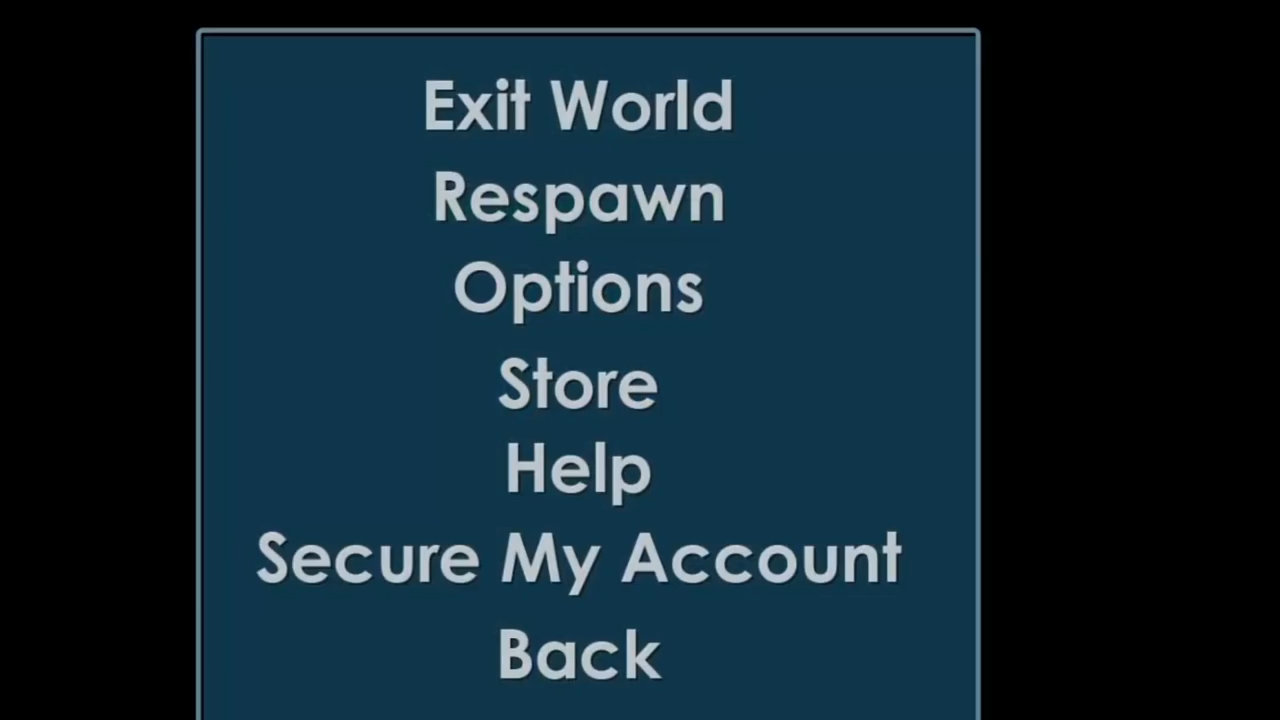 Exit World
Respawn
Options
Store
Help
Secure My Account
Back